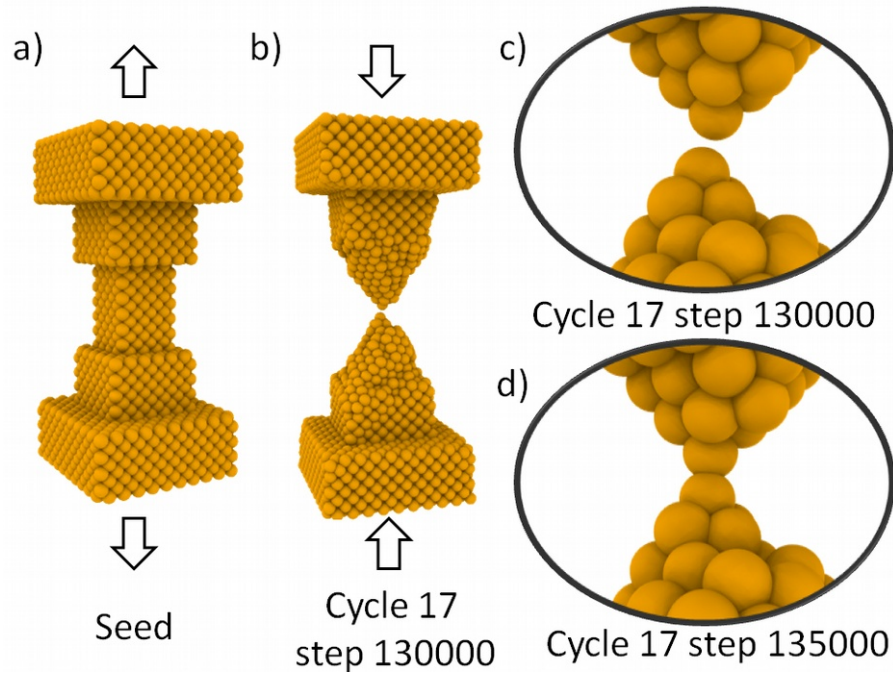 a)
Seed
b)
Cycle 17
step 130000
c)
Cycle 17 step 130000
d)
Cycle 17 step 135000